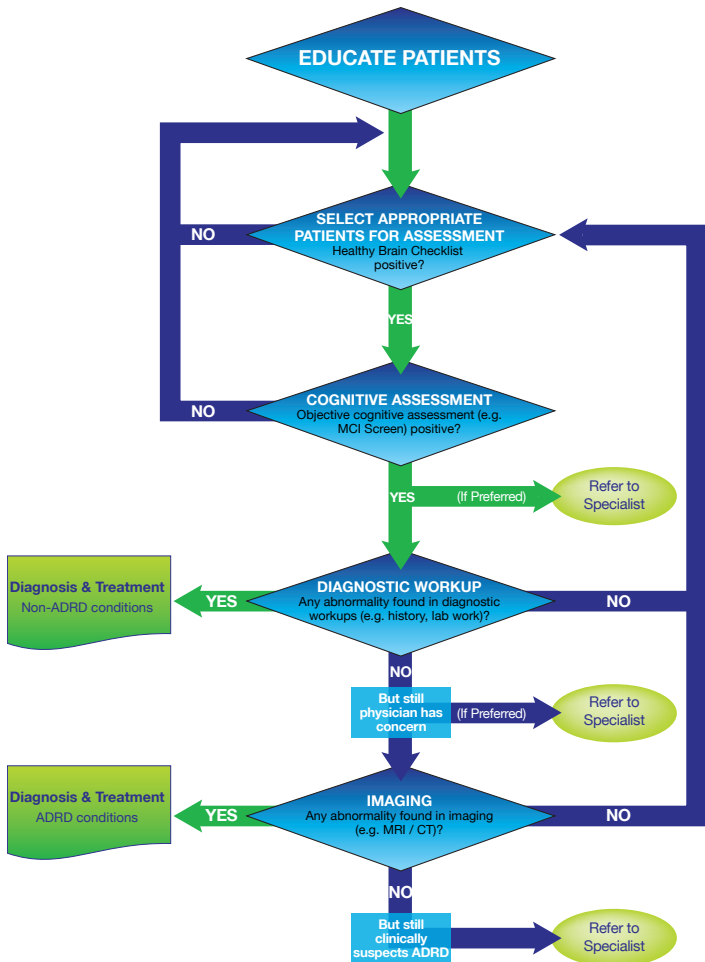 EDUCATE PATIENTS
SELECT APPROPRIATE
PATIENTS FOR ASSESSMENT
Healthy Brain Checklist
positive?
NO
YES
COGNITIVE ASSESSMENT
Objective cognitive assessment (e.g.
MCI Screen) positive?
NO
YES
(If Preferred)
Refer to
Specialist
DIAGNOSTIC WORKUP
Any abnormality found in diagnostic
workups (e.g. history, lab work)?
YES
Diagnosis & Treatment
Non-ADRD conditions
NO
NO
But still
physician has
concern
(If Preferred)
Refer to
Specialist
IMAGING
Any abnormality found in imaging
(e.g. MRI / CT)?
YES
Diagnosis & Treatment
ADRD conditions
NO
NO
But still
clinically
suspects ADRD
Refer to
Specialist